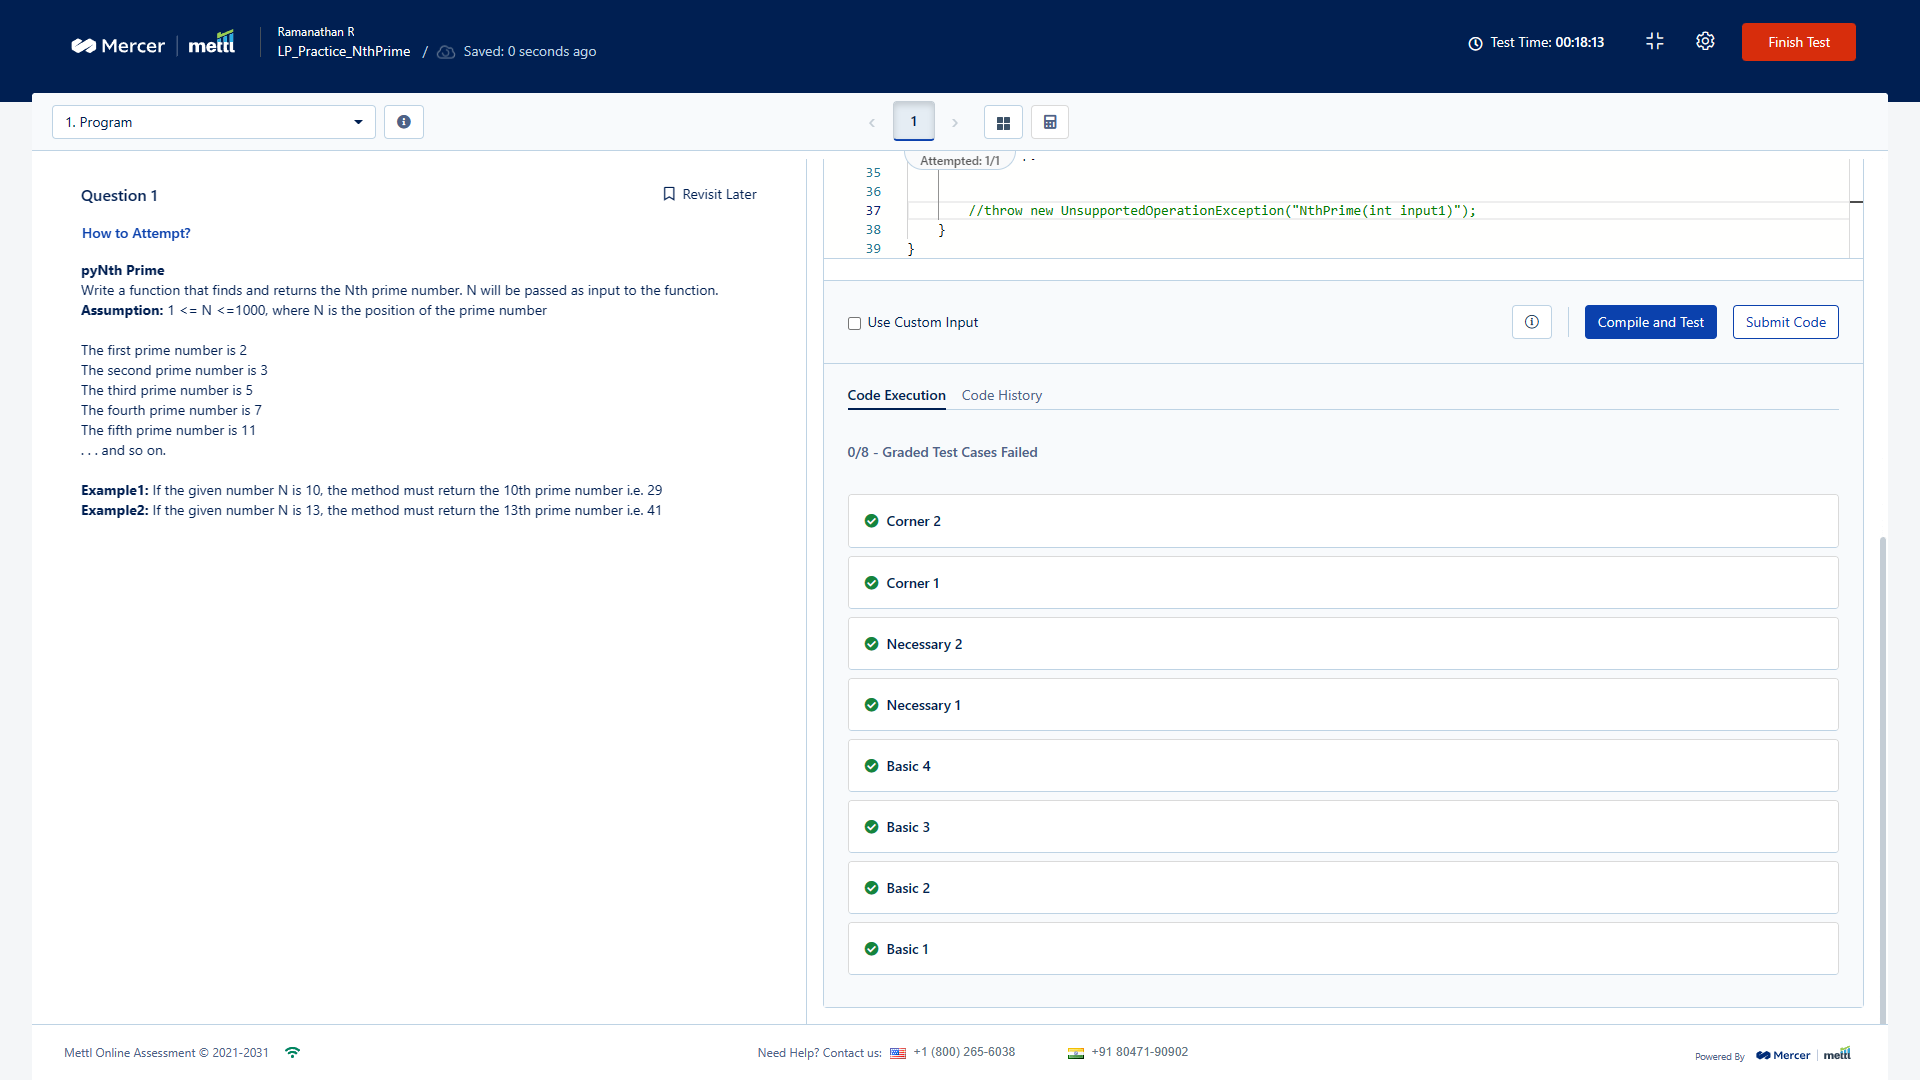 Mercer | mettl
Ramanathan R
LP_Practice_NthPrime / Saved: 0 seconds ago
Test Time: 00:18:13
Finish Test
1. Program
1
Attempted: 1/1
Question 1
Revisit Later
How to Attempt?
pyNth Prime
Write a function that finds and returns the Nth prime number. N will be passed as input to the function.
Assumption: 1 <= N <=1000, where N is the position of the prime number
The first prime number is 2
The second prime number is 3
The third prime number is 5
The fourth prime number is 7
The fifth prime number is 11
. . . and so on.
Example1: If the given number N is 10, the method must return the 10th prime number i.e. 29
Example2: If the given number N is 13, the method must return the 13th prime number i.e. 41
35
36
37 //throw new UnsupportedOperationException("NthPrime(int input1)");
38 }
39 }
Use Custom Input
Compile and Test
Submit Code
Code Execution
Code History
0/8 - Graded Test Cases Failed
Corner 2
Corner 1
Necessary 2
Necessary 1
Basic 4
Basic 3
Basic 2
Basic 1
Mettl Online Assessment © 2021-2031
Need Help? Contact us: +1 (800) 265-6038
+91 80471-90902
Powered By Mercer | mettl